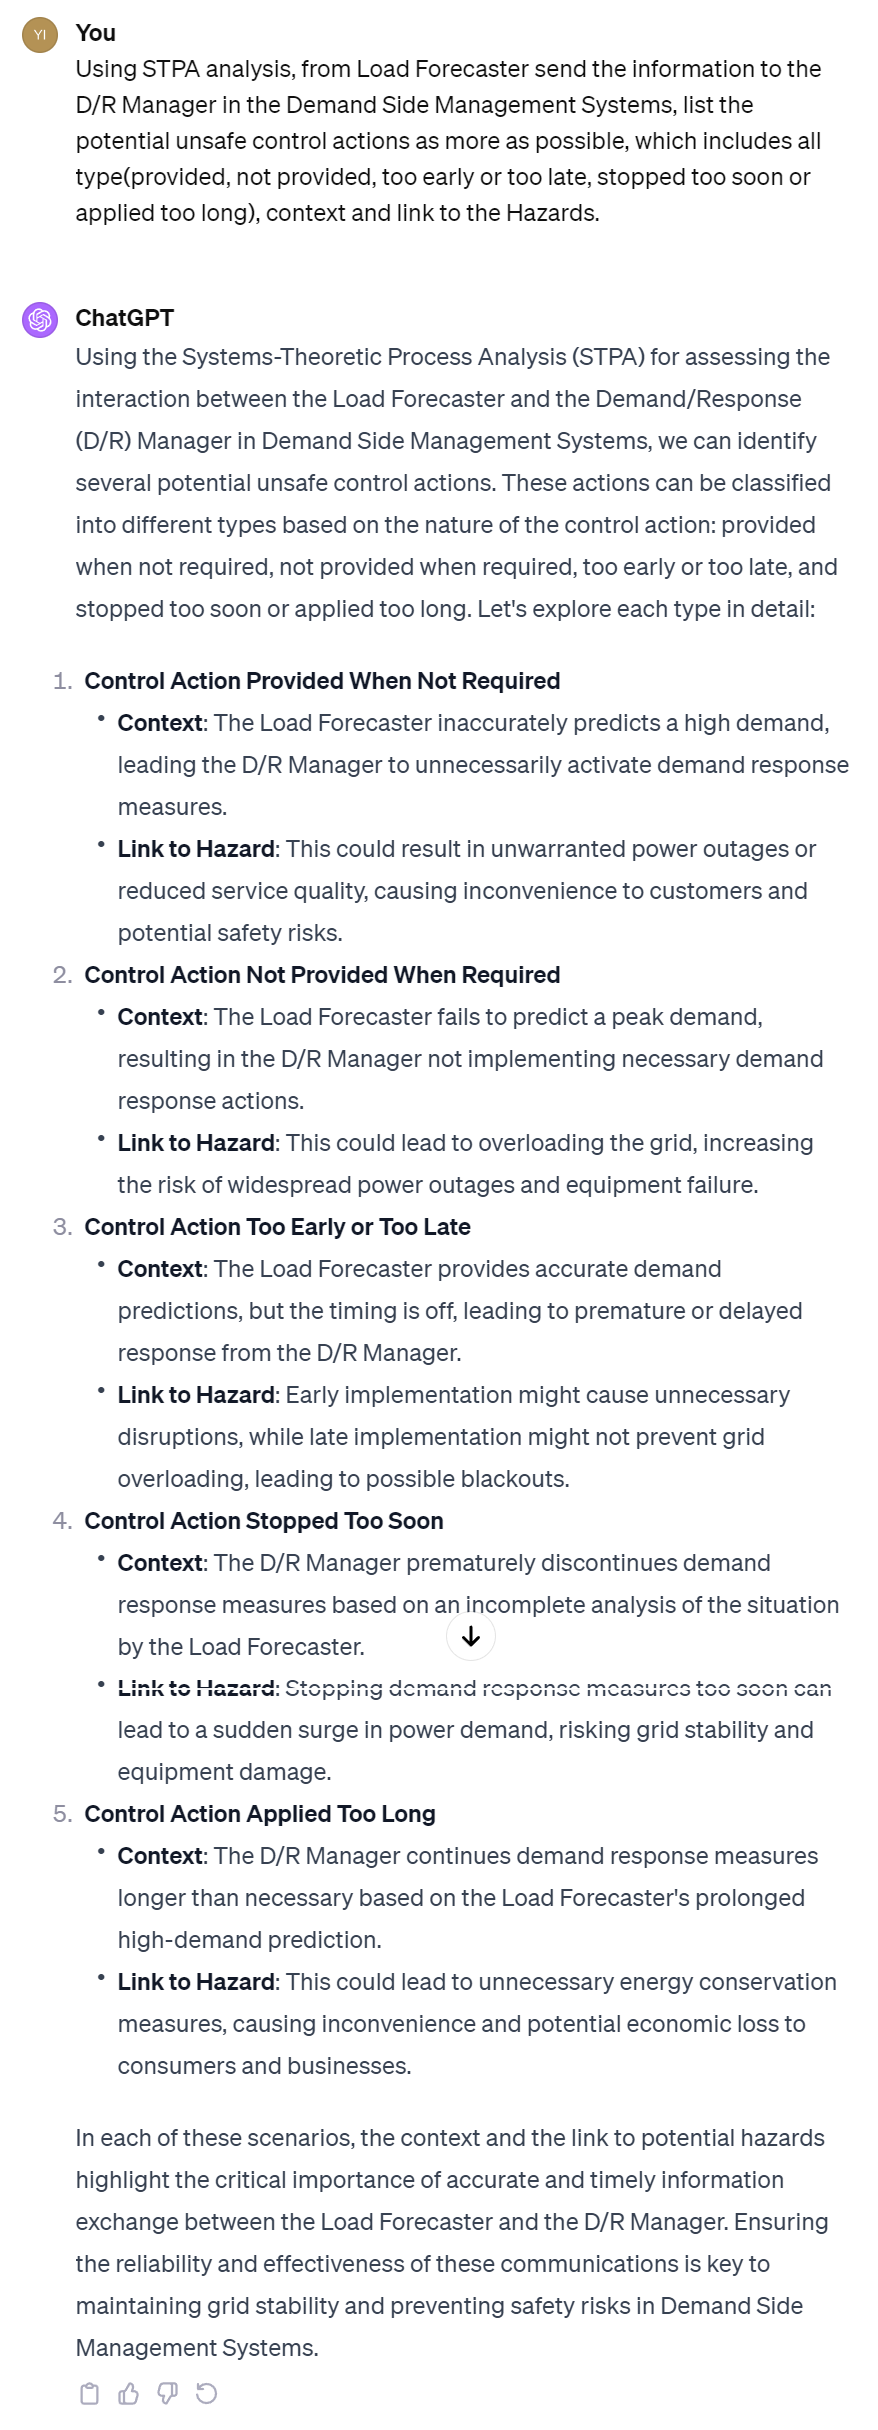 YI
You
Using STPA analysis, from Load Forecaster send the information to the
D/R Manager in the Demand Side Management Systems, list the
potential unsafe control actions as more as possible, which includes all
type(provided, not provided, too early or too late, stopped too soon or
applied too long), context and link to the Hazards.
ChatGPT
Using the Systems-Theoretic Process Analysis (STPA) for assessing the
interaction between the Load Forecaster and the Demand/Response
(D/R) Manager in Demand Side Management Systems, we can identify
several potential unsafe control actions. These actions can be classified
into different types based on the nature of the control action: provided
when not required, not provided when required, too early or too late, and
stopped too soon or applied too long. Let's explore each type in detail:
1. Control Action Provided When Not Required
• Context: The Load Forecaster inaccurately predicts a high demand,
leading the D/R Manager to unnecessarily activate demand response
measures.
• Link to Hazard: This could result in unwarranted power outages or
reduced service quality, causing inconvenience to customers and
potential safety risks.
2. Control Action Not Provided When Required
• Context: The Load Forecaster fails to predict a peak demand,
resulting in the D/R Manager not implementing necessary demand
response actions.
• Link to Hazard: This could lead to overloading the grid, increasing
the risk of widespread power outages and equipment failure.
3. Control Action Too Early or Too Late
• Context: The Load Forecaster provides accurate demand
predictions, but the timing is off, leading to premature or delayed
response from the D/R Manager.
• Link to Hazard: Early implementation might cause unnecessary
disruptions, while late implementation might not prevent grid
overloading, leading to possible blackouts.
4. Control Action Stopped Too Soon
• Context: The D/R Manager prematurely discontinues demand
response measures based on an incomplete analysis of the situation
by the Load Forecaster.
• Link to Hazard: Stopping demand response measures too soon can
lead to a sudden surge in power demand, risking grid stability and
equipment damage.
5. Control Action Applied Too Long
• Context: The D/R Manager continues demand response measures
longer than necessary based on the Load Forecaster's prolonged
high-demand prediction.
• Link to Hazard: This could lead to unnecessary energy conservation
measures, causing inconvenience and potential economic loss to
consumers and businesses.
In each of these scenarios, the context and the link to potential hazards
highlight the critical importance of accurate and timely information
exchange between the Load Forecaster and the D/R Manager. Ensuring
the reliability and effectiveness of these communications is key to
maintaining grid stability and preventing safety risks in Demand Side
Management Systems.